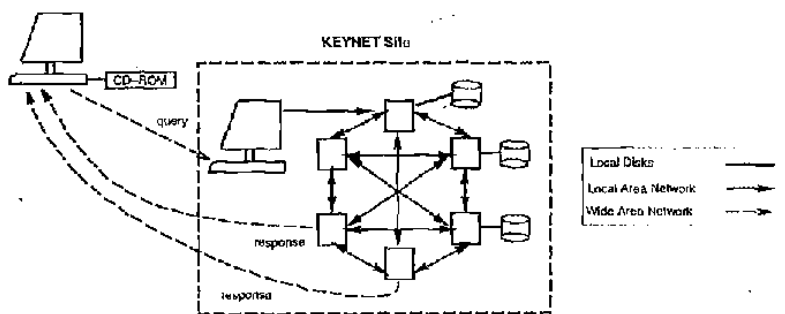 KEYNET Site
CD-ROM
query
response
response
Local Disks
Local Area Network
Wide Area Network